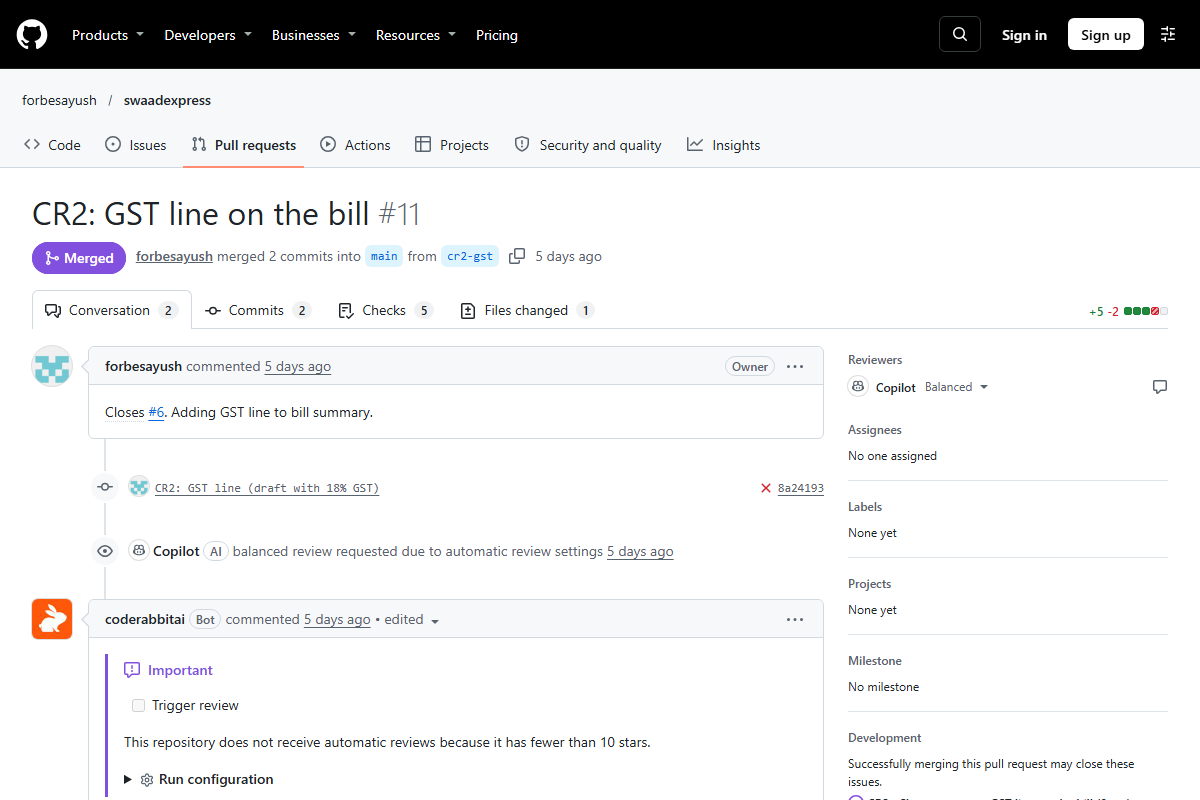 Products Developers Businesses Resources Pricing Sign in Sign up
forbesayush / swaadexpress
Code Issues Pull requests Actions Projects Security and quality Insights
CR2: GST line on the bill #11
Merged forbesayush merged 2 commits into main from cr2-gst 5 days ago
Conversation 2 Commits 2 Checks 5 Files changed 1 +5 -2
forbesayush commented 5 days ago Owner
Closes #6. Adding GST line to bill summary.
CR2: GST line (draft with 18% GST) 8a24193
Copilot AI balanced review requested due to automatic review settings 5 days ago
coderabbitai Bot commented 5 days ago • edited
Important
Trigger review
This repository does not receive automatic reviews because it has fewer than 10 stars.
Run configuration
Reviewers
Copilot Balanced
Assignees
No one assigned
Labels
None yet
Projects
None yet
Milestone
No milestone
Development
Successfully merging this pull request may close these
issues.